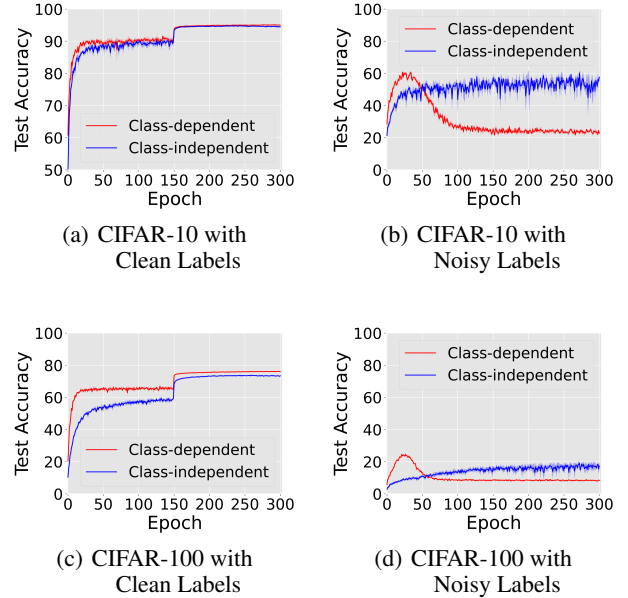 100
90
80
70
60
50
0 50 100 150 200 250 300
Test Accuracy
Epoch
Class-dependent
Class-independent
(a) CIFAR-10 with
Clean Labels
100
80
60
40
20
0
0 50 100 150 200 250 300
Test Accuracy
Epoch
Class-dependent
Class-independent
(b) CIFAR-10 with
Noisy Labels
100
80
60
40
20
0
0 50 100 150 200 250 300
Test Accuracy
Epoch
Class-dependent
Class-independent
(c) CIFAR-100 with
Clean Labels
100
80
60
40
20
0
0 50 100 150 200 250 300
Test Accuracy
Epoch
Class-dependent
Class-independent
(d) CIFAR-100 with
Noisy Labels